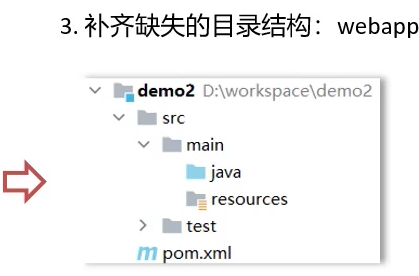 3. 补齐缺失的目录结构：webapp
demo2 D:\workspace\demo2
src
main
java
resources
test
pom.xml